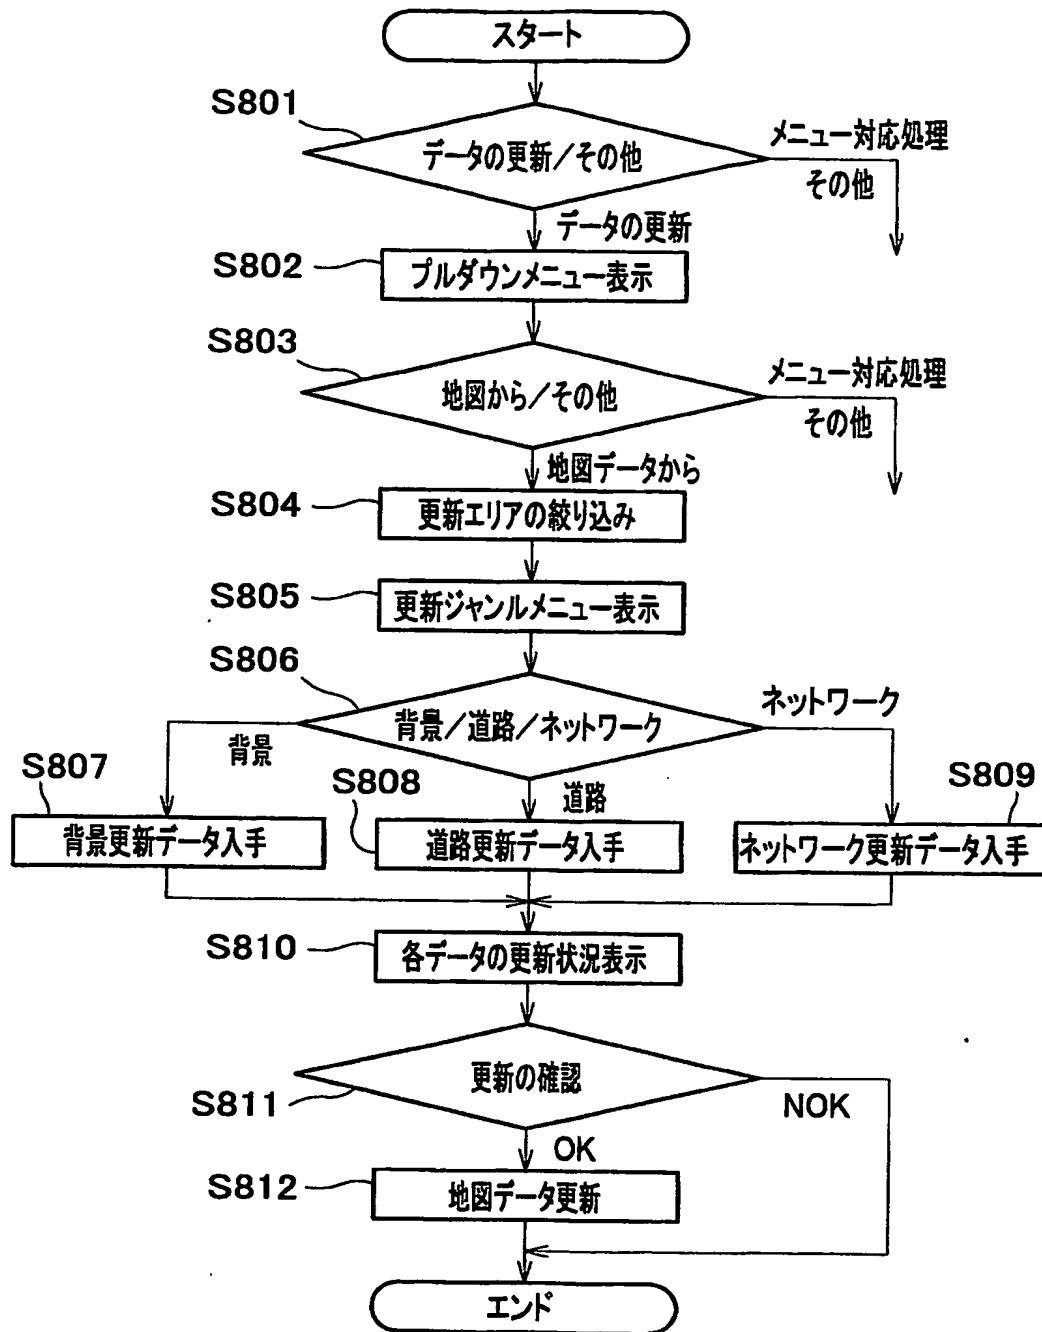 スタート
S801
データの更新／その他
メニュー対応処理
その他
データの更新
S802
プルダウンメニュー表示
S803
地図から／その他
メニュー対応処理
その他
地図データから
S804
更新エリアの絞り込み
S805
更新ジャンルメニュー表示
S806
背景／道路／ネットワーク
ネットワーク
背景
道路
S807
背景更新データ入手
S808
道路更新データ入手
S809
ネットワーク更新データ入手
S810
各データの更新状況表示
S811
更新の確認
NOK
OK
S812
地図データ更新
エンド